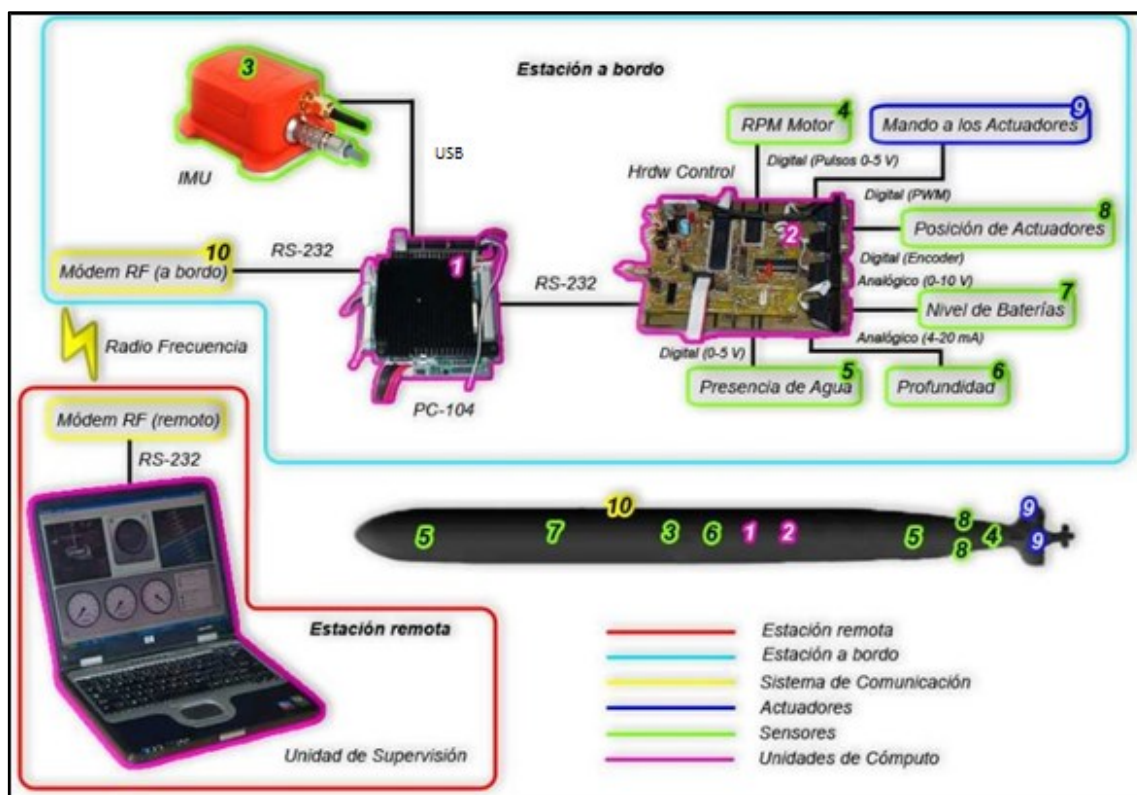 Estación a bordo
3
IMU
USB
4
RPM Motor
9
Mando a los Actuadores
Digital (Pulsos 0-5 V)
Hrdw Control
Digital (PWM)
2
8
Posición de Actuadores
Digital (Encoder)
Analógico (0-10 V)
7
Nivel de Baterías
Analógico (4-20 mA)
Digital (0-5 V)
5
Presencia de Agua
6
Profundidad
10
Módem RF (a bordo)
RS-232
1
RS-232
PC-104
Radio Frecuencia
Módem RF (remoto)
RS-232
Estación remota
Unidad de Supervisión
10
5
7
3
6
1
2
5
8
8
4
9
9
Estación remota
Estación a bordo
Sistema de Comunicación
Actuadores
Sensores
Unidades de Cómputo